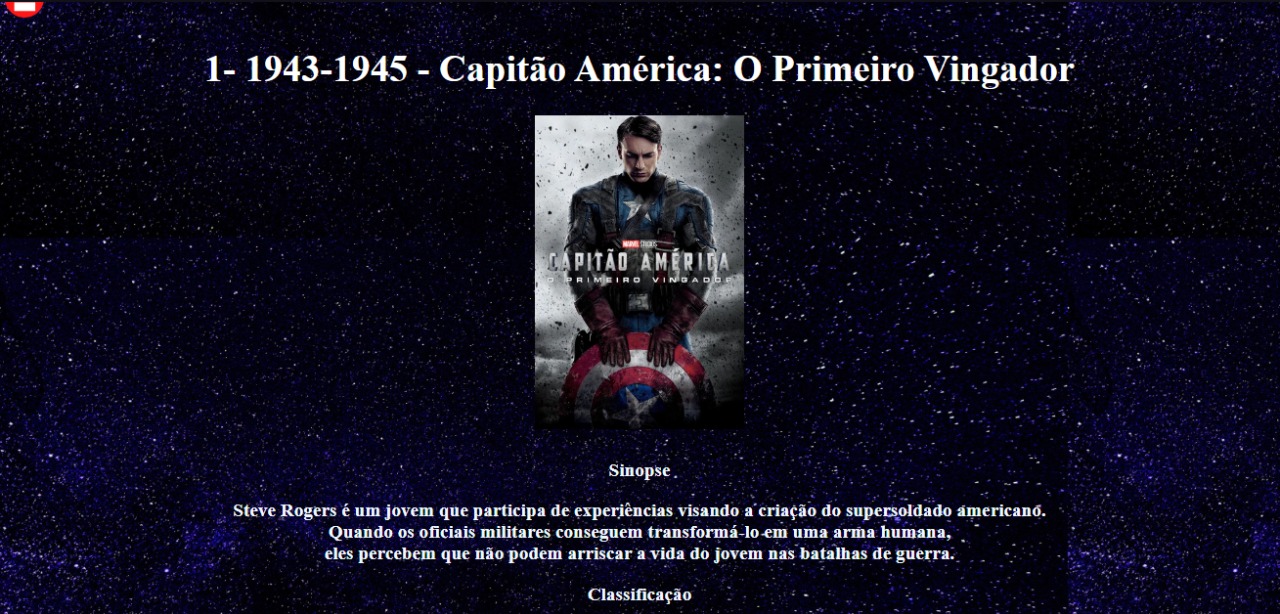 1- 1943-1945 - Capitão América: O Primeiro Vingador
MARVEL STUDIOS
CAPITÃO AMÉRICA
O PRIMEIRO VINGADOR
Sinopse
Steve Rogers é um jovem que participa de experiências visando a criação do supersoldado americano.
Quando os oficiais militares conseguem transformá-lo em uma arma humana,
eles percebem que não podem arriscar a vida do jovem nas batalhas de guerra.
Classificação